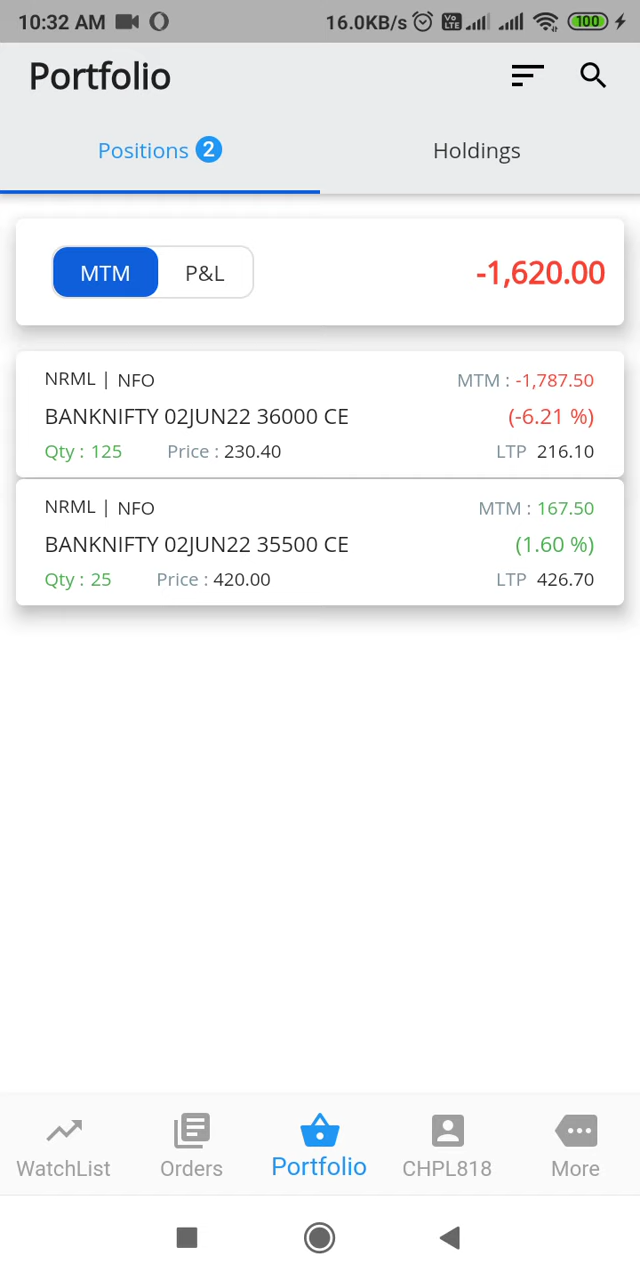 10:32 AM 16.0KB/s Vo LTE 100
Portfolio
Positions 2 Holdings
MTM P&L -1,620.00
NRML | NFO MTM : -1,787.50
BANKNIFTY 02JUN22 36000 CE (-6.21 %)
Qty : 125 Price : 230.40 LTP 216.10
NRML | NFO MTM : 167.50
BANKNIFTY 02JUN22 35500 CE (1.60 %)
Qty : 25 Price : 420.00 LTP 426.70
WatchList Orders Portfolio CHPL818 More